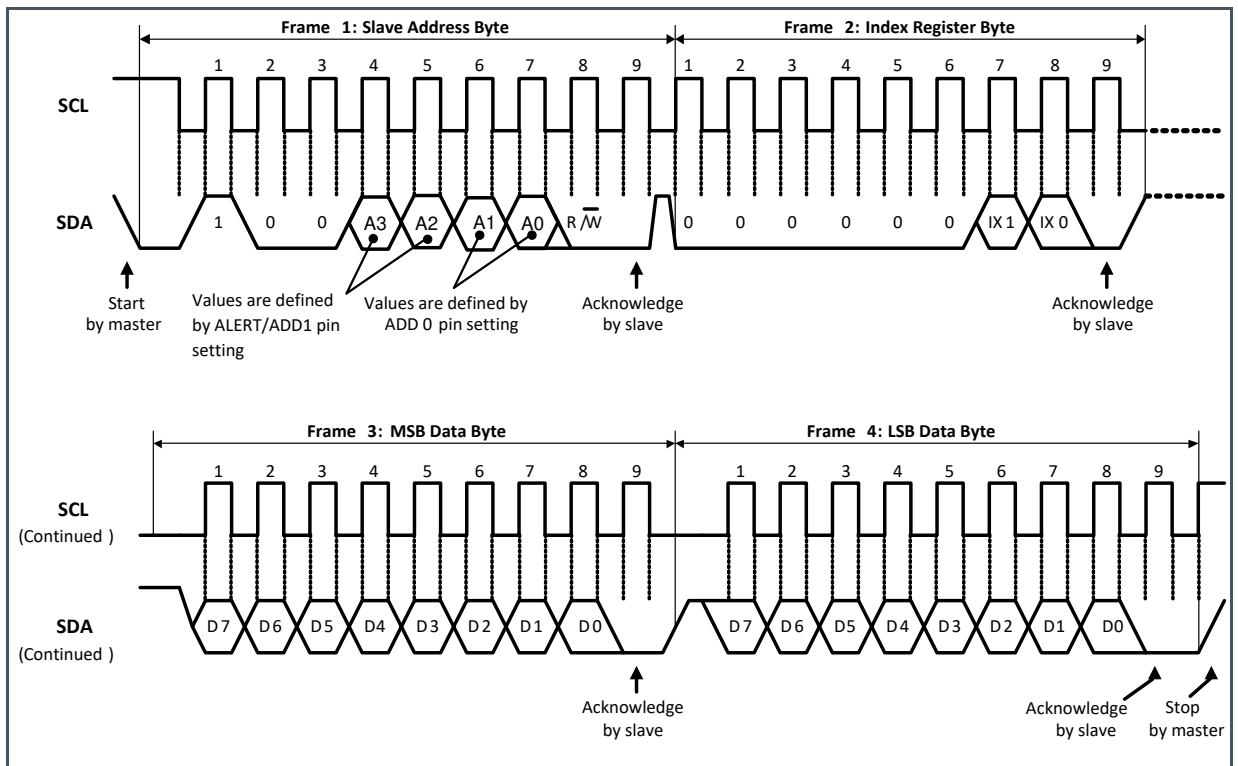 Frame 1: Slave Address Byte
Frame 2: Index Register Byte
1 2 3 4 5 6 7 8 9 1 2 3 4 5 6 7 8 9
SCL
SDA
1 0 0 A3 A2 A1 A0 R/W 0 0 0 0 0 0 IX 1 IX 0
Start
by master
Values are defined
by ALERT/ADD1 pin
setting
Values are defined by
ADD 0 pin setting
Acknowledge
by slave
Acknowledge
by slave
Frame 3: MSB Data Byte
Frame 4: LSB Data Byte
1 2 3 4 5 6 7 8 9 1 2 3 4 5 6 7 8 9
SCL
(Continued )
SDA
(Continued )
D7 D6 D5 D4 D3 D2 D1 D0 D7 D6 D5 D4 D3 D2 D1 D0
Acknowledge
by slave
Acknowledge
by slave
Stop
by master